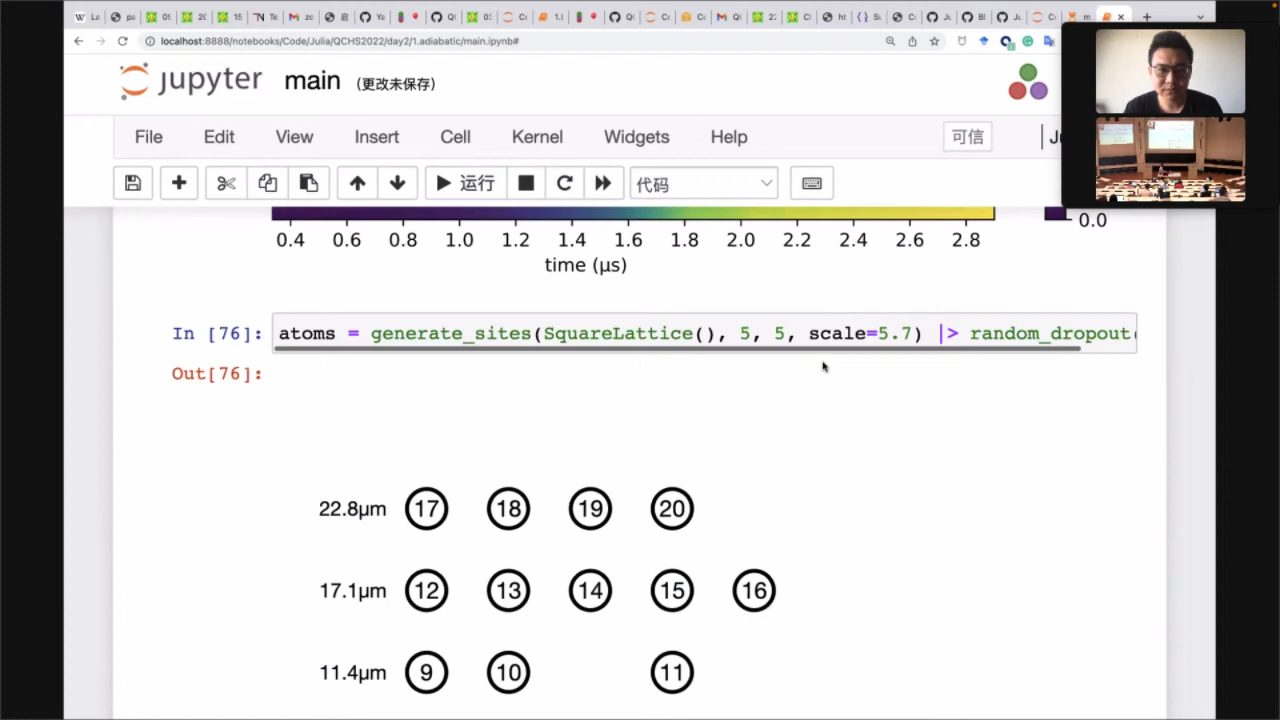 localhost:8888/notebooks/Code/Julia/QCHS2022/day2/1.adiabatic/main.ipynb#
jupyter main (更改未保存)
File Edit View Insert Cell Kernel Widgets Help 可信 Ju
运行 代码
0.0
0.4 0.6 0.8 1.0 1.2 1.4 1.6 1.8 2.0 2.2 2.4 2.6 2.8
time (μs)
In [76]: atoms = generate_sites(SquareLattice(), 5, 5, scale=5.7) |> random_dropout(
Out[76]:
22.8μm 17 18 19 20
17.1μm 12 13 14 15 16
11.4μm 9 10 11